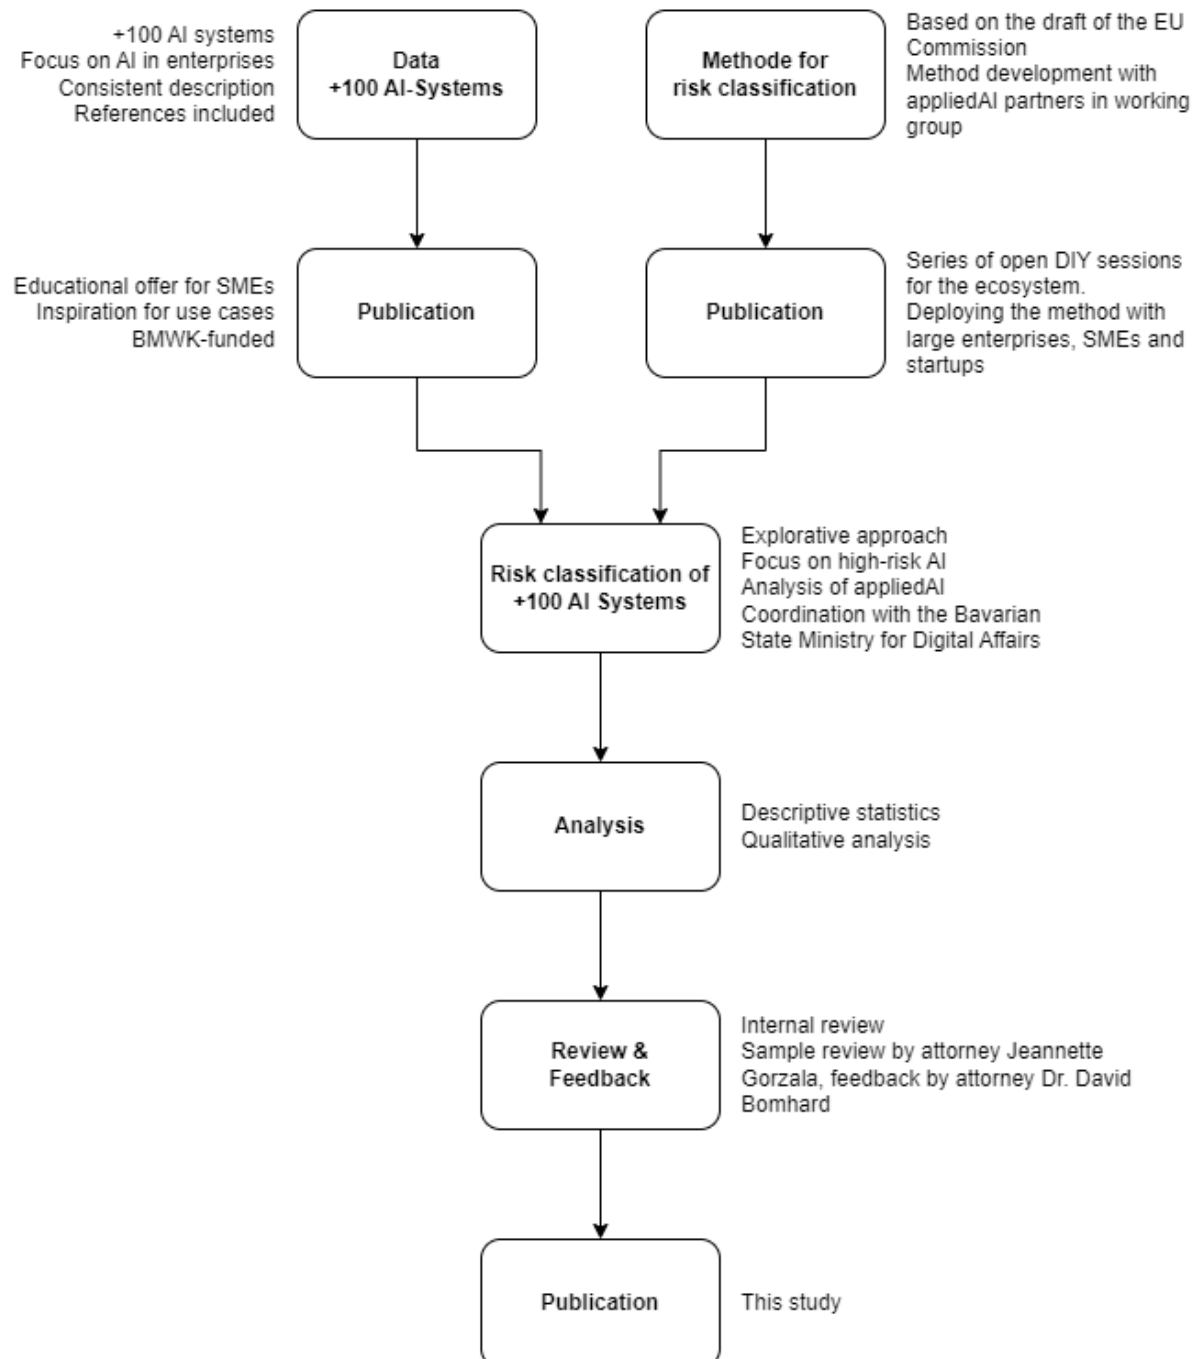 +100 AI systems
Focus on AI in enterprises
Consistent description
References included
Data
+100 AI-Systems
Methode for
risk classification
Based on the draft of the EU
Commission
Method development with
appliedAI partners in working
group
Educational offer for SMEs
Inspiration for use cases
BMWK-funded
Publication
Publication
Series of open DIY sessions
for the ecosystem.
Deploying the method with
large enterprises, SMEs and
startups
Risk classification of
+100 AI Systems
Explorative approach
Focus on high-risk AI
Analysis of appliedAI
Coordination with the Bavarian
State Ministry for Digital Affairs
Analysis
Descriptive statistics
Qualitative analysis
Review &
Feedback
Internal review
Sample review by attorney Jeannette
Gorzala, feedback by attorney Dr. David
Bomhard
Publication
This study